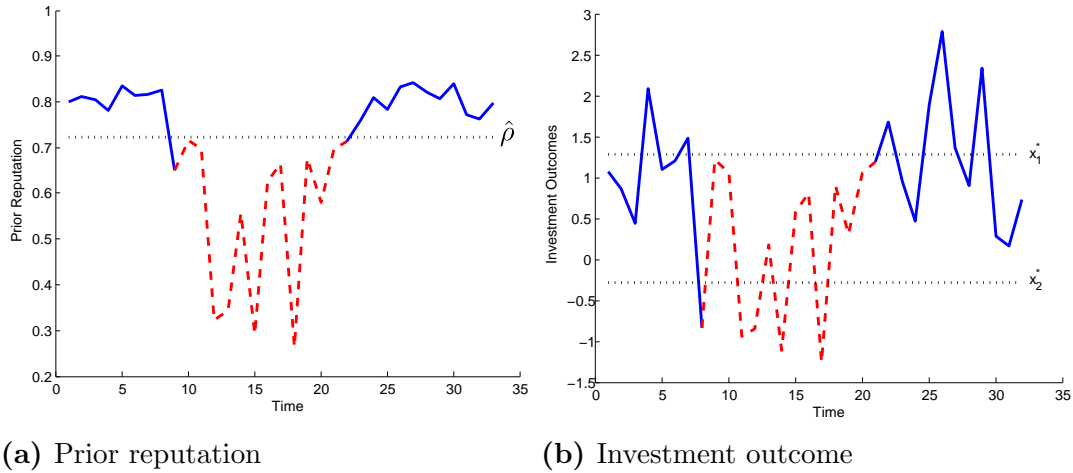 1
0.9
0.8
0.7
0.6
0.5
0.4
0.3
0.2
0 5 10 15 20 25 30 35
Prior Reputation
Time
ρ̂
(a) Prior reputation
3
2.5
2
1.5
1
0.5
0
−0.5
−1
−1.5
0 5 10 15 20 25 30 35
Investment Outcomes
Time
x*1
x*2
(b) Investment outcome